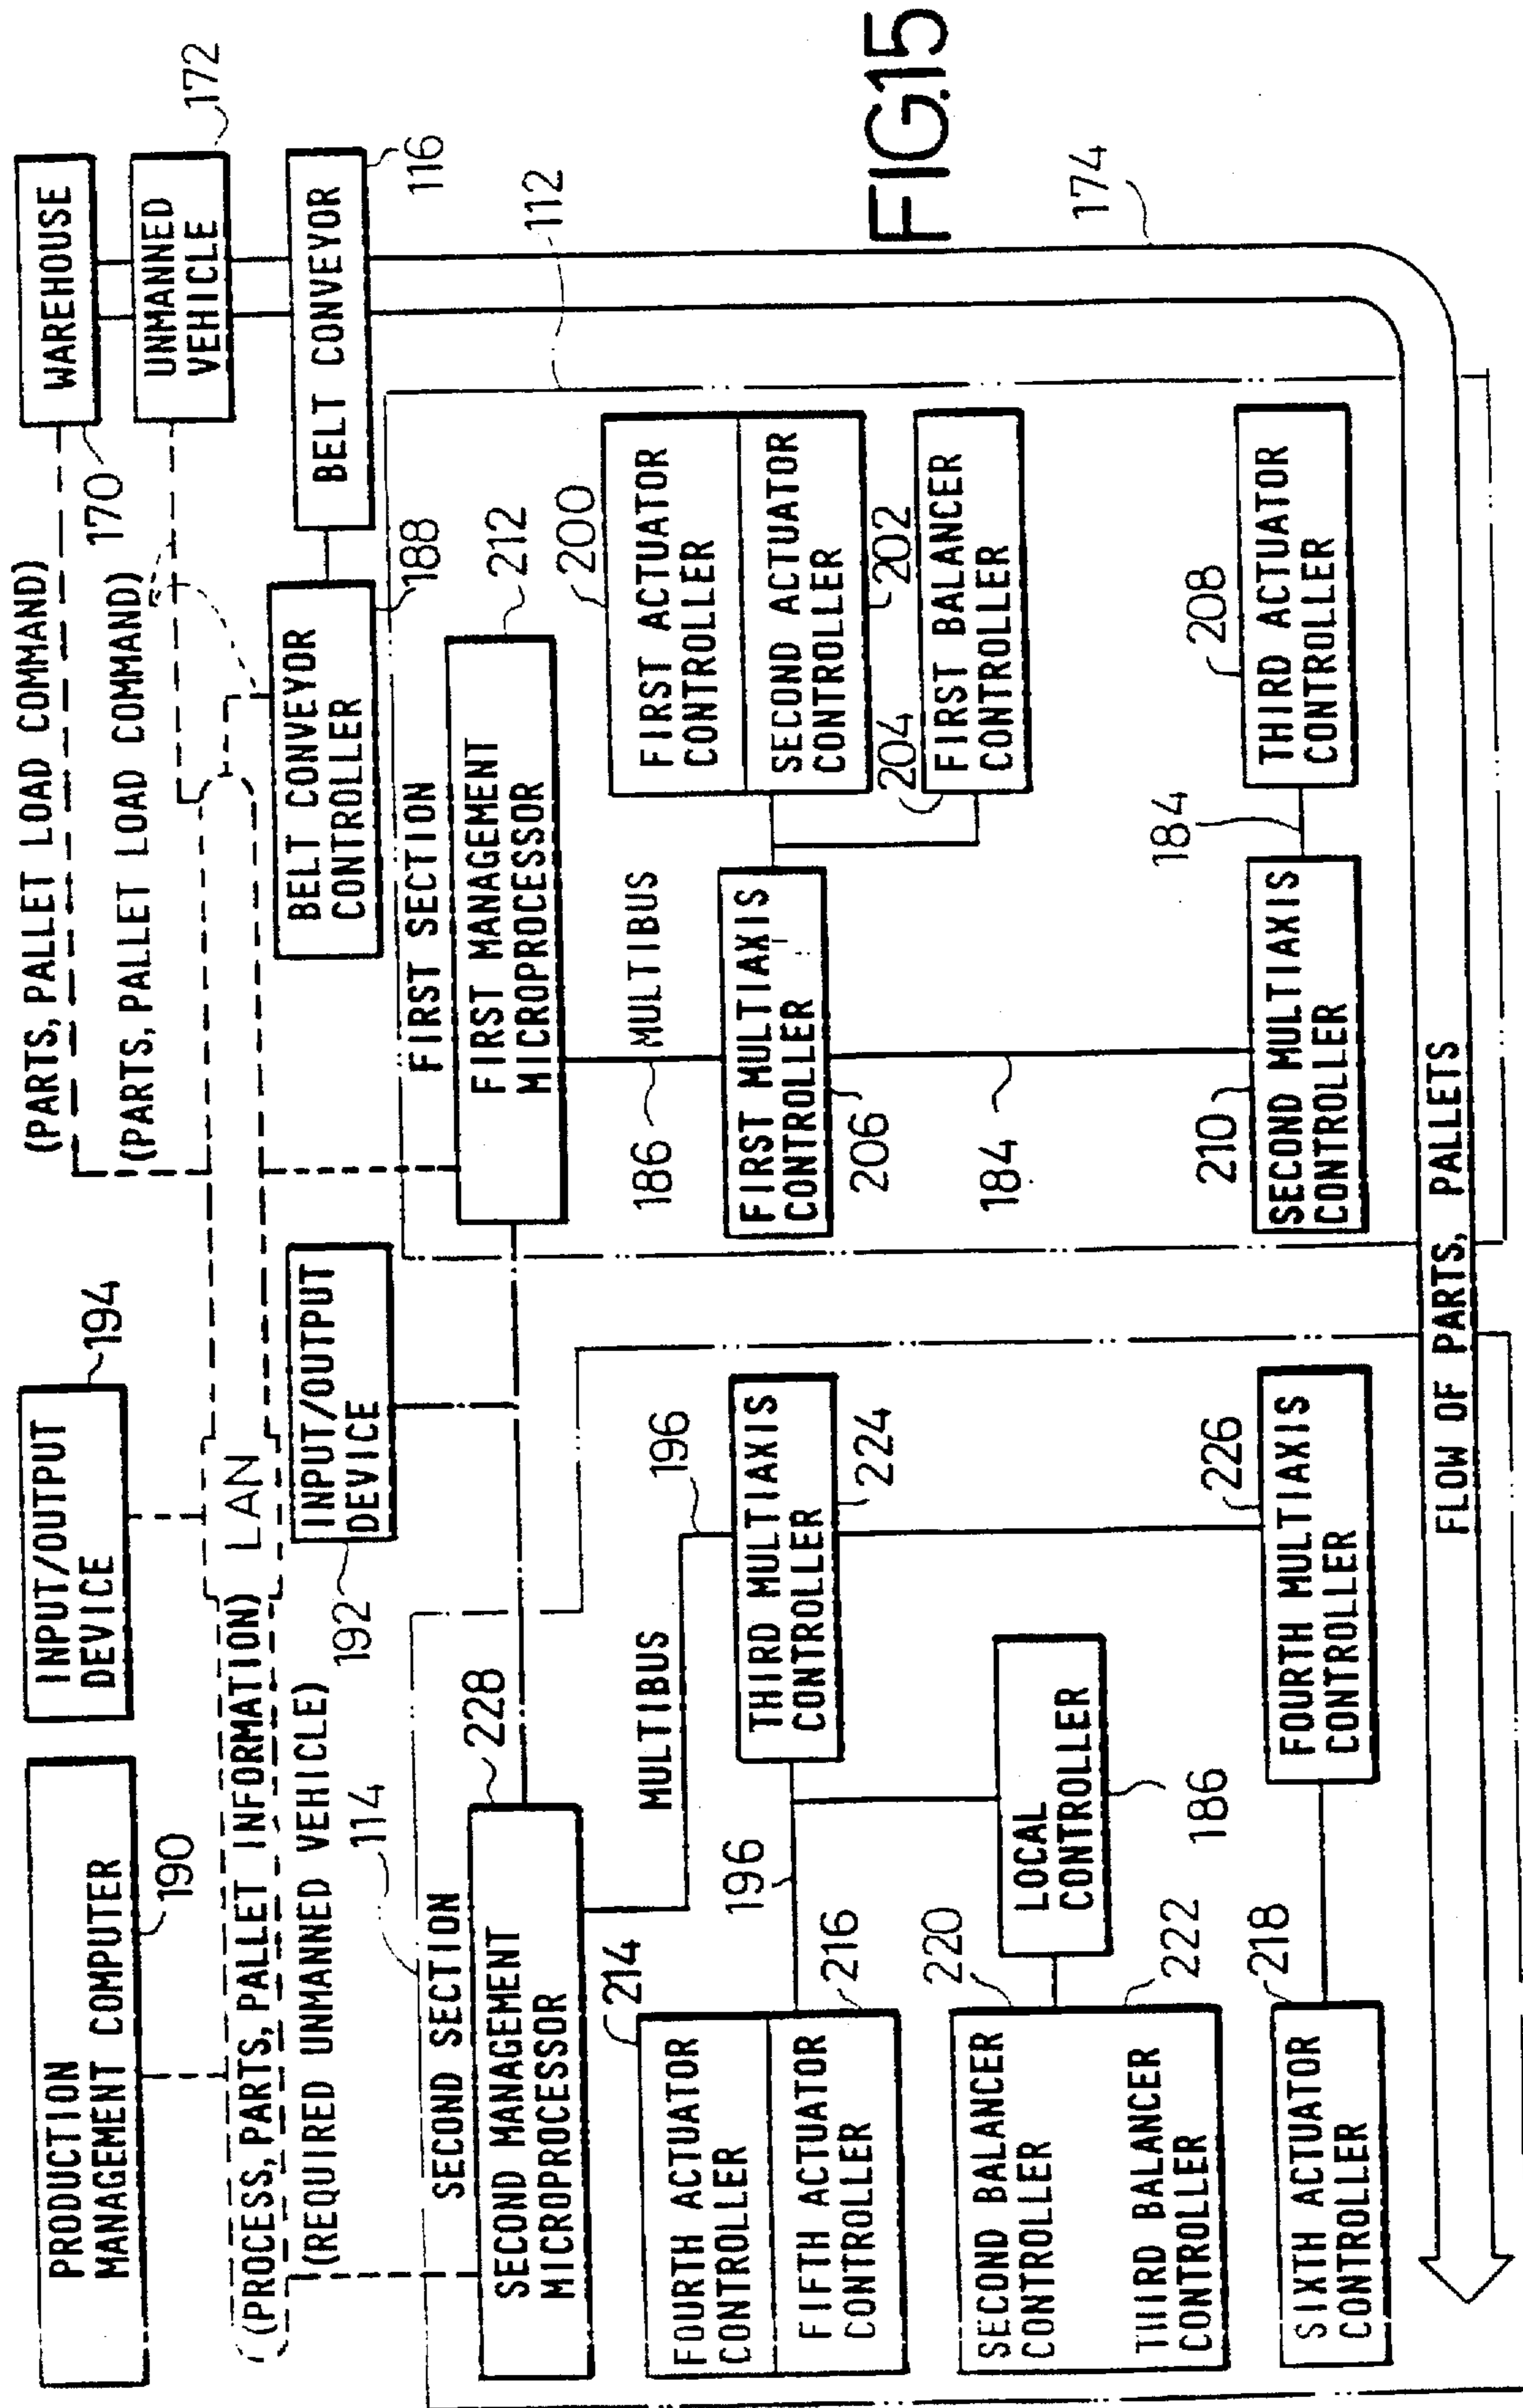 PRODUCTION
MANAGEMENT COMPUTER
190
INPUT/OUTPUT
DEVICE
194
(PARTS, PALLET LOAD COMMAND)
WAREHOUSE
170
(PARTS, PALLET LOAD COMMAND)
UNMANNED
VEHICLE
172
(PROCESS, PARTS, PALLET INFORMATION)
LAN
(REQUIRED UNMANNED VEHICLE)
192
INPUT/OUTPUT
DEVICE
BELT CONVEYOR
CONTROLLER
188
BELT CONVEYOR
116
114
SECOND SECTION
228
SECOND MANAGEMENT
MICROPROCESSOR
FIRST SECTION
FIRST MANAGEMENT
MICROPROCESSOR
212
112
MULTIBUS
196
186
MULTIBUS
214
FOURTH ACTUATOR
CONTROLLER
FIFTH ACTUATOR
CONTROLLER
216
196
THIRD MULTIAXIS
CONTROLLER
224
FIRST MULTIAXIS
CONTROLLER
206
200
FIRST ACTUATOR
CONTROLLER
SECOND ACTUATOR
CONTROLLER
202
204
FIRST BALANCER
CONTROLLER
220
SECOND BALANCER
CONTROLLER
THIRD BALANCER
CONTROLLER
222
LOCAL
CONTROLLER
186
184
218
SIXTH ACTUATOR
CONTROLLER
226
FOURTH MULTIAXIS
CONTROLLER
210
SECOND MULTIAXIS
CONTROLLER
184
208
THIRD ACTUATOR
CONTROLLER
174
FLOW OF PARTS, PALLETS
FIG.15